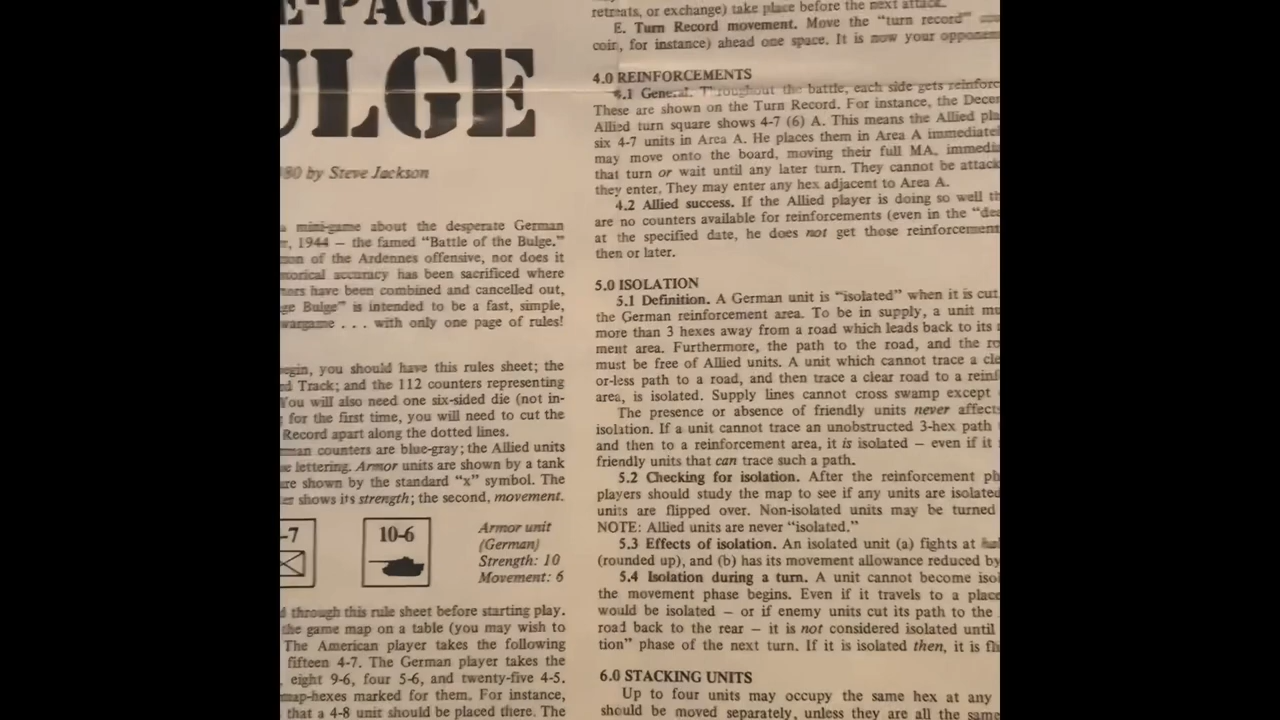 E-PAGE
ULGE
980 by Steve Jackson
a mini-game about the desperate German
r, 1944 — the famed “Battle of the Bulge.”
on of the Ardennes offensive, nor does it
torical accuracy has been sacrificed where
ors have been combined and cancelled out,
ge Bulge” is intended to be a fast, simple,
wargame . . . with only one page of rules!
egin, you should have this rules sheet; the
d Track; and the 112 counters representing
You will also need one six-sided die (not in-
; for the first time, you will need to cut the
Record apart along the dotted lines.
man counters are blue-gray; the Allied units
e lettering. Armor units are shown by a tank
are shown by the standard “x” symbol. The
er shows its strength; the second, movement.
-7
10-6
Armor unit
(German)
Strength: 10
Movement: 6
d through this rule sheet before starting play.
the game map on a table (you may wish to
The American player takes the following
fifteen 4-7. The German player takes the
, eight 9-6, four 5-6, and twenty-five 4-5.
map-hexes marked for them. For instance,
that a 4-8 unit should be placed there. The
retreats, or exchange) take place before the next attack.
E. Turn Record movement. Move the “turn record”
coin, for instance) ahead one space. It is now your opponen
4.0 REINFORCEMENTS
4.1 General. Throughout the battle, each side gets reinforc
These are shown on the Turn Record. For instance, the Decem
Allied turn square shows 4-7 (6) A. This means the Allied pla
six 4-7 units in Area A. He places them in Area A immediate
may move onto the board, moving their full MA, immedia
that turn or wait until any later turn. They cannot be attack
they enter. They may enter any hex adjacent to Area A.
4.2 Allied success. If the Allied player is doing so well th
are no counters available for reinforcements (even in the “dea
at the specified date, he does not get those reinforcement
then or later.
5.0 ISOLATION
5.1 Definition. A German unit is “isolated” when it is cut
the German reinforcement area. To be in supply, a unit mu
more than 3 hexes away from a road which leads back to its
ment area. Furthermore, the path to the road, and the ro
must be free of Allied units. A unit which cannot trace a cle
or-less path to a road, and then trace a clear road to a reinf
area, is isolated. Supply lines cannot cross swamp except
The presence or absence of friendly units never affects
isolation. If a unit cannot trace an unobstructed 3-hex path
and then to a reinforcement area, it is isolated — even if it
friendly units that can trace such a path.
5.2 Checking for isolation. After the reinforcement ph
players should study the map to see if any units are isolated
units are flipped over. Non-isolated units may be turned
NOTE: Allied units are never “isolated.”
5.3 Effects of isolation. An isolated unit (a) fights at hal
(rounded up), and (b) has its movement allowance reduced by
5.4 Isolation during a turn. A unit cannot become isol
the movement phase begins. Even if it travels to a place
would be isolated — or if enemy units cut its path to the
road back to the rear — it is not considered isolated until
tion” phase of the next turn. If it is isolated then, it is fli
6.0 STACKING UNITS
Up to four units may occupy the same hex at any
should be moved separately, unless they are all the same